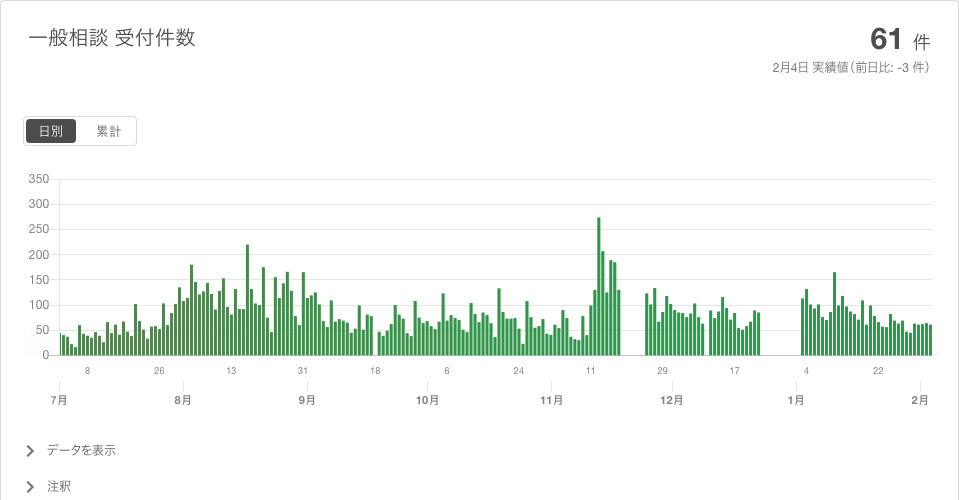 一般相談 受付件数
61 件
2月4日 実績値（前日比: -3 件）
日別 累計
350
300
250
200
150
100
50
0
8 26 13 31 18 6 24 11 29 17 4 22
7月 8月 9月 10月 11月 12月 1月 2月
データを表示
注釈